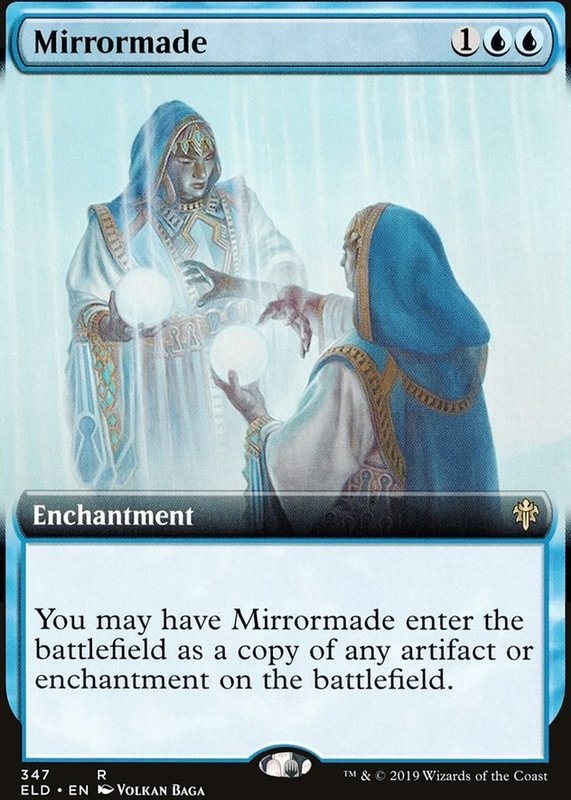 Mirrormade 1
Enchantment
You may have Mirrormade enter the
battlefield as a copy of any artifact or
enchantment on the battlefield.
347 R
ELD • EN Volkan Baga
™ & © 2019 Wizards of the Coast